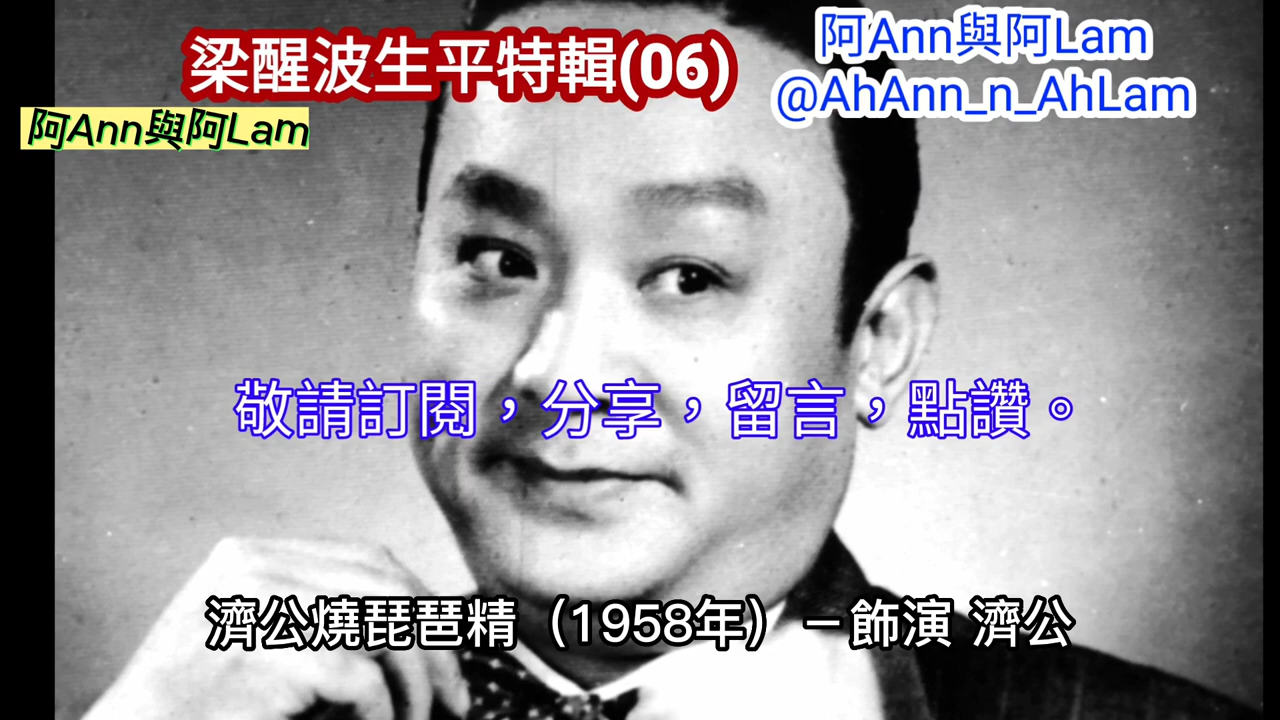 梁醒波生平特輯(06)
阿Ann與阿Lam
@AhAnn_n_AhLam
阿Ann與阿Lam
敬請訂閱，分享，留言，點讚。
濟公燒琵琶精（1958年）－飾演 濟公